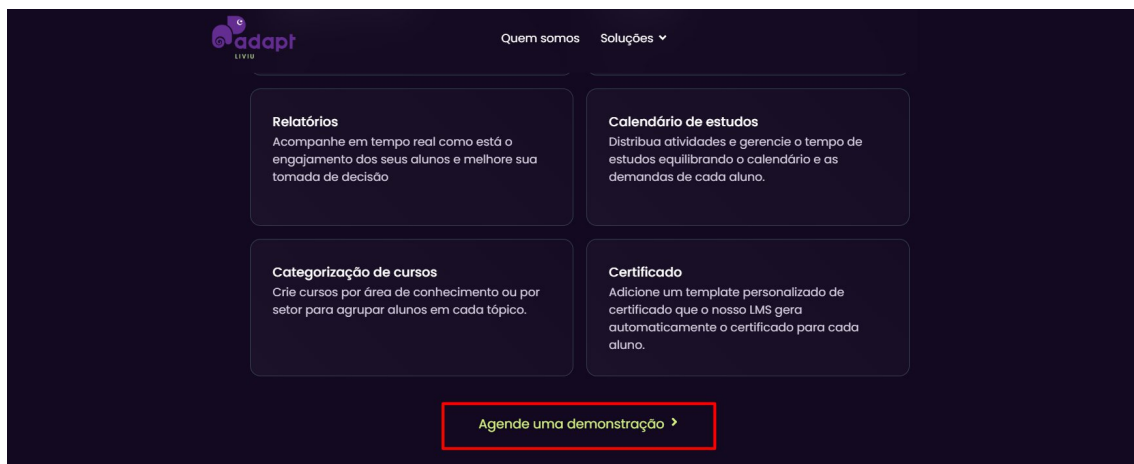 adapt
LIVIU
Quem somos
Soluções
Relatórios
Acompanhe em tempo real como está o
engajamento dos seus alunos e melhore sua
tomada de decisão
Calendário de estudos
Distribua atividades e gerencie o tempo de
estudos equilibrando o calendário e as
demandas de cada aluno.
Categorização de cursos
Crie cursos por área de conhecimento ou por
setor para agrupar alunos em cada tópico.
Certificado
Adicione um template personalizado de
certificado que o nosso LMS gera
automaticamente o certificado para cada
aluno.
Agende uma demonstração